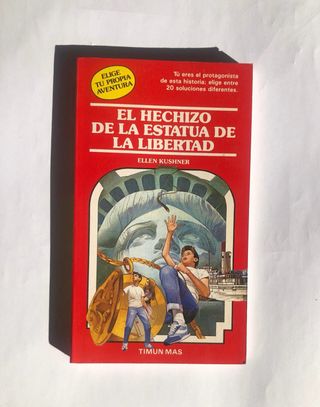 ELIGE
TU PROPIA
AVENTURA
Tú eres el protagonista
de esta historia; elige entre
20 soluciones diferentes.
EL HECHIZO
DE LA ESTATUA DE
LA LIBERTAD
ELLEN KUSHNER
TIMUN MAS